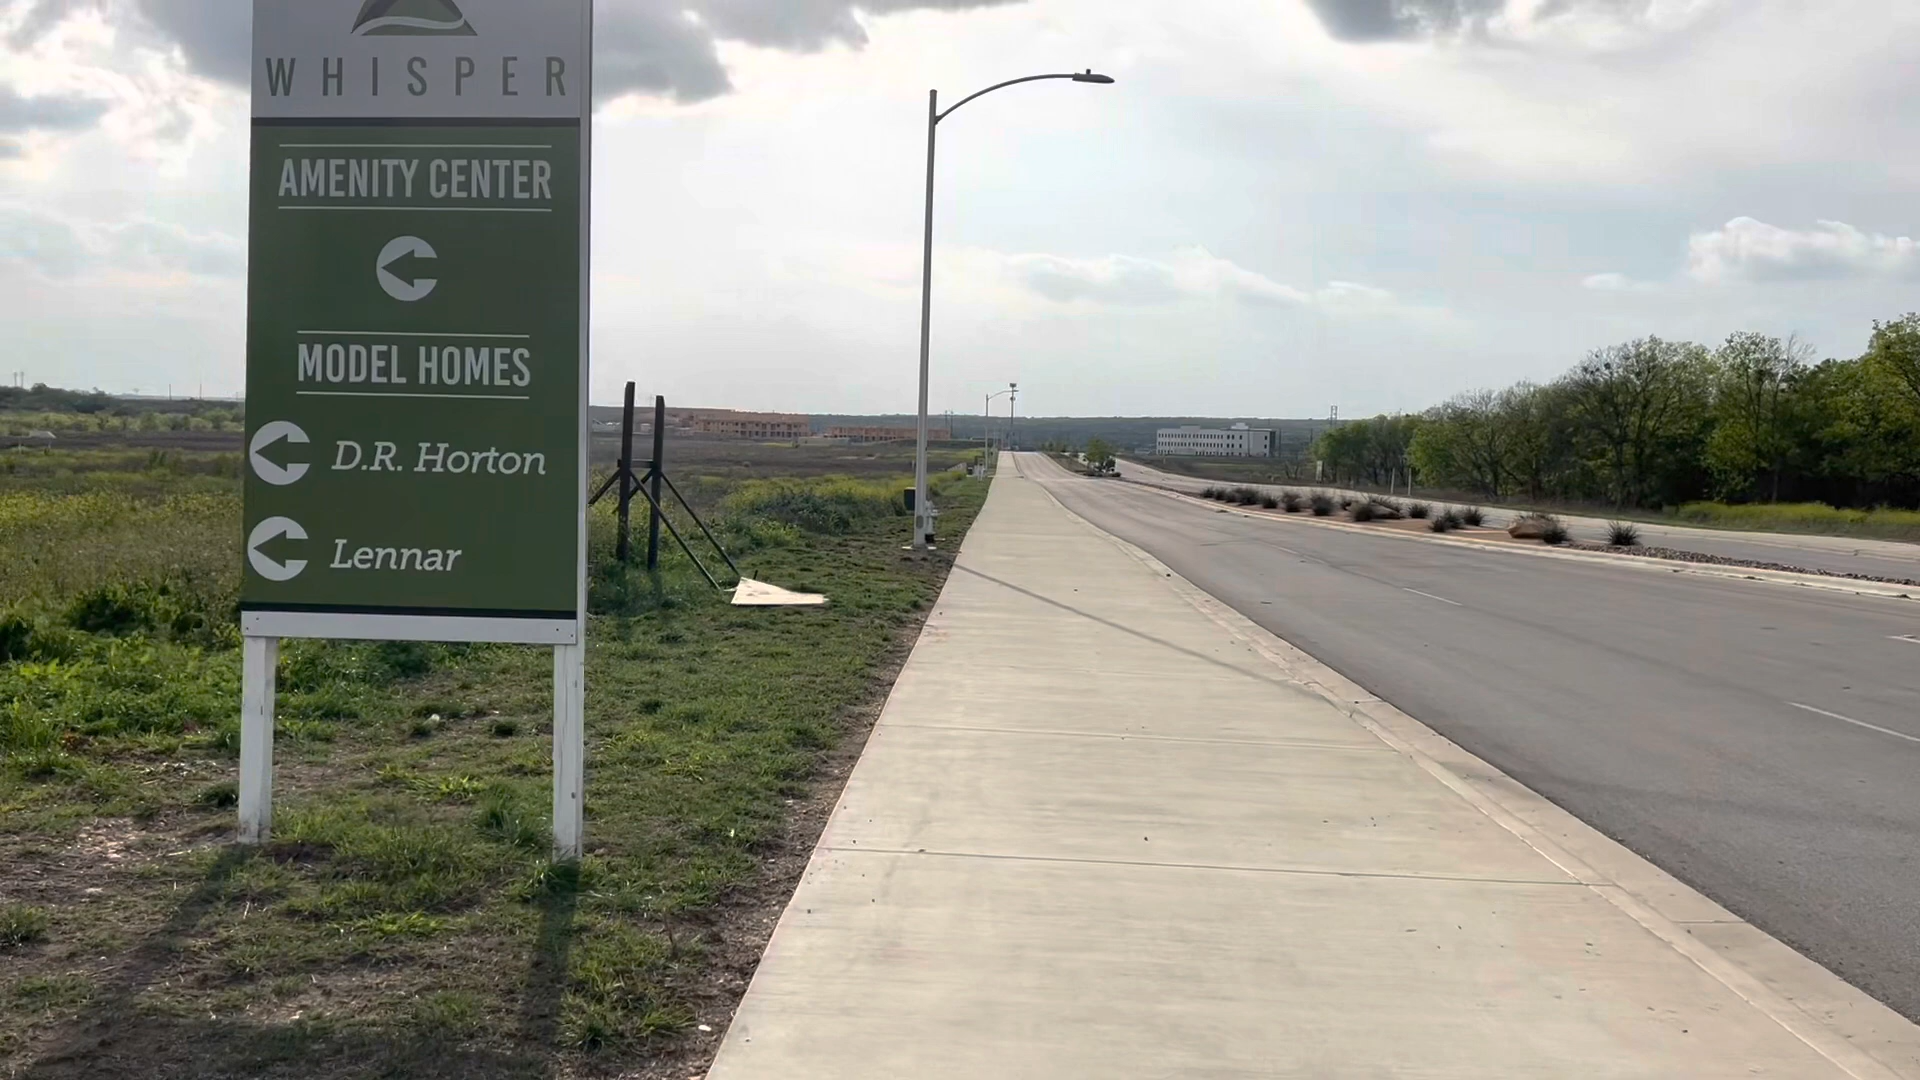 WHISPER
AMENITY CENTER
MODEL HOMES
D.R. Horton
Lennar